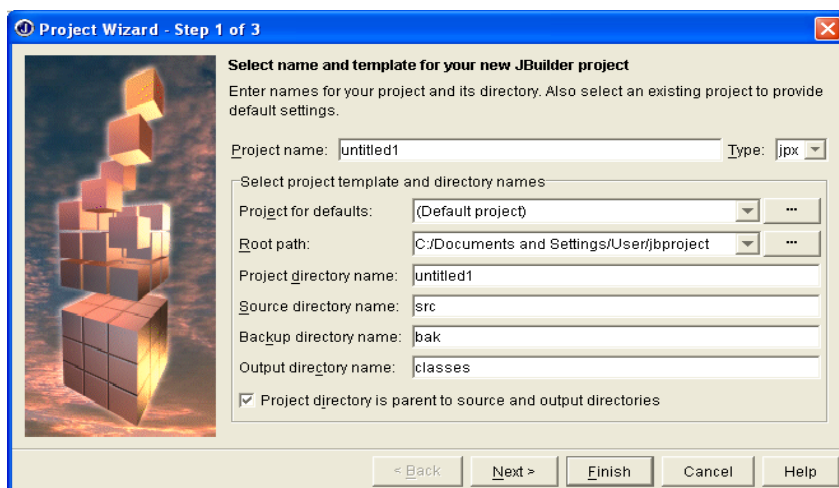 Project Wizard - Step 1 of 3
Select name and template for your new JBuilder project
Enter names for your project and its directory. Also select an existing project to provide
default settings.
Project name: untitled1 Type: jpx
Select project template and directory names
Project for defaults: (Default project) ...
Root path: C:/Documents and Settings/User/jbproject ...
Project directory name: untitled1
Source directory name: src
Backup directory name: bak
Output directory name: classes
Project directory is parent to source and output directories
< Back Next > Finish Cancel Help